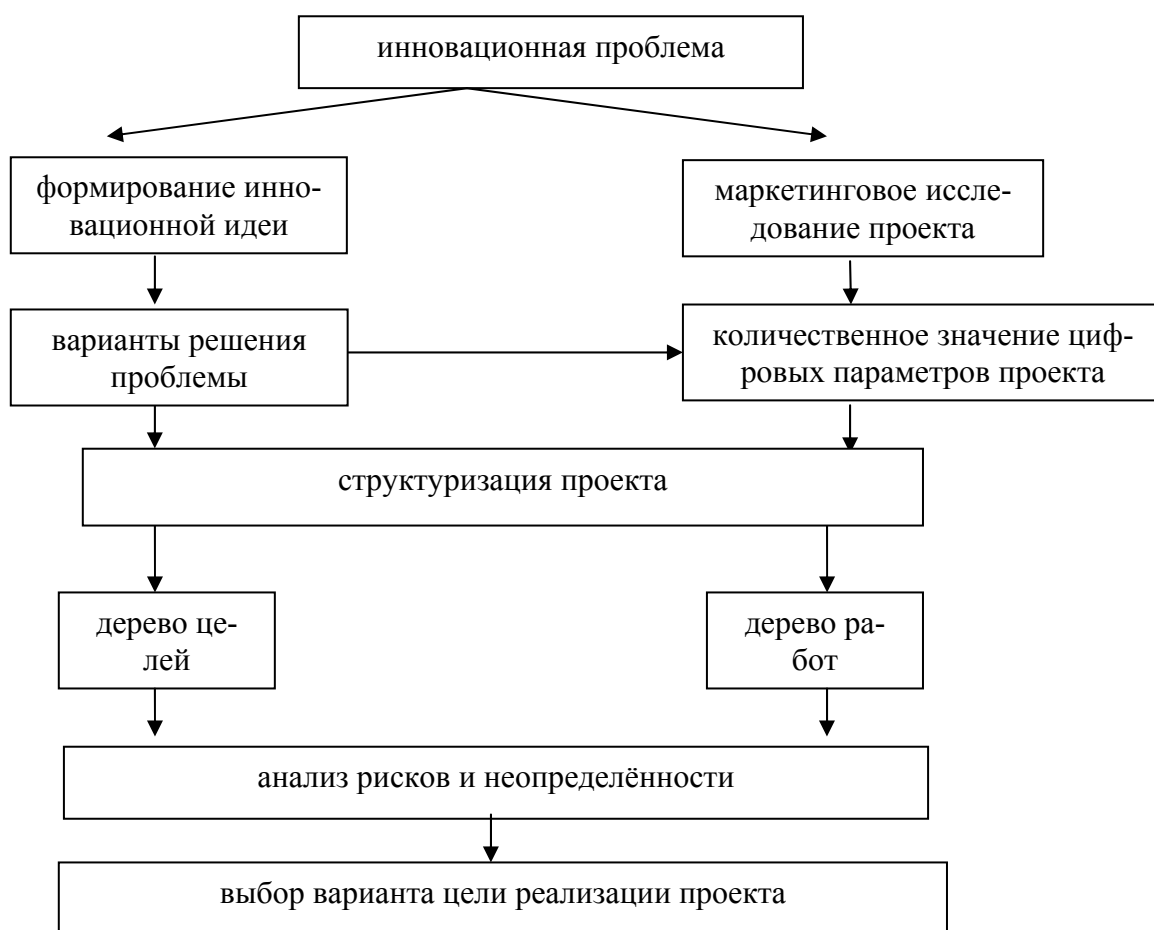 инновационная проблема
формирование инно-
вационной идеи
маркетинговое иссле-
дование проекта
варианты решения
проблемы
количественное значение циф-
ровых параметров проекта
структуризация проекта
дерево це-
лей
дерево ра-
бот
анализ рисков и неопределённости
выбор варианта цели реализации проекта